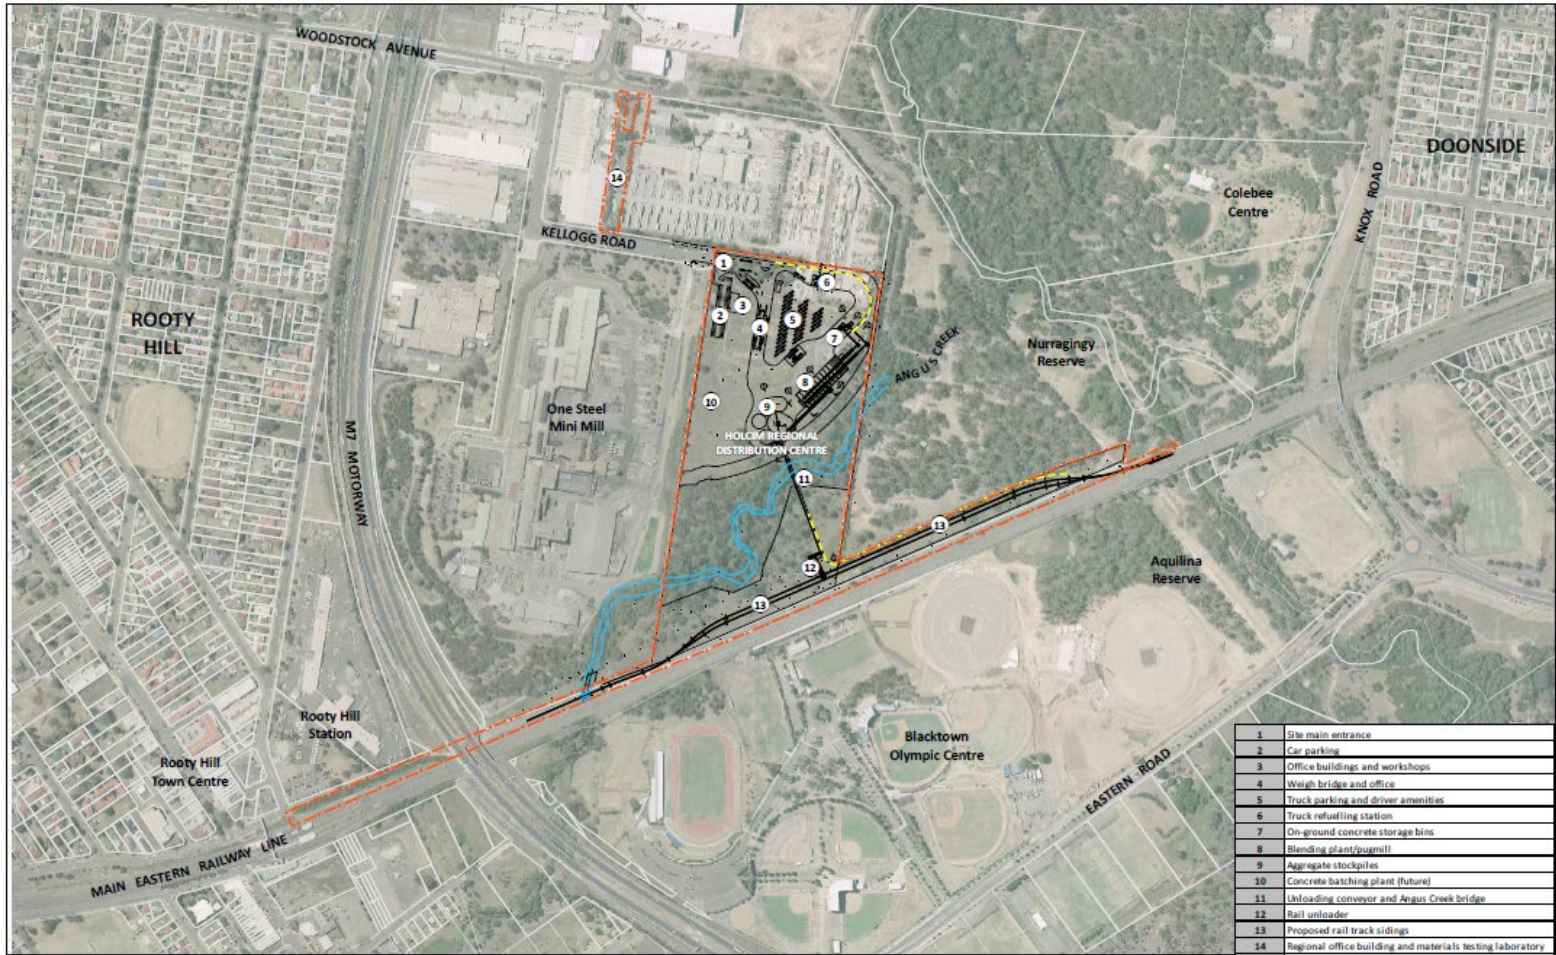 WOODSTOCK AVENUE
DOONSIDE
KNOX ROAD
Colebee
Centre
14
KELLOGG ROAD
1
6
2
3
4
5
7
ROOTY
HILL
ANGUS CREEK
Nurragingy
Reserve
8
10
9
One Steel
Mini Mill
M7 MOTORWAY
HOLCIM REGIONAL
DISTRIBUTION CENTRE
11
13
12
Aquilina
Reserve
13
Rooty Hill
Station
Blacktown
Olympic Centre
Rooty Hill
Town Centre
EASTERN ROAD
MAIN EASTERN RAILWAY LINE
1 Site main entrance
2 Car parking
3 Office buildings and workshops
4 Weigh bridge and office
5 Truck parking and driver amenities
6 Truck refuelling station
7 On-ground concrete storage bins
8 Blending plant/pugmill
9 Aggregate stockpiles
10 Concrete batching plant (future)
11 Unloading conveyor and Angus Creek bridge
12 Rail unloader
13 Proposed rail track sidings
14 Regional office building and materials testing laboratory